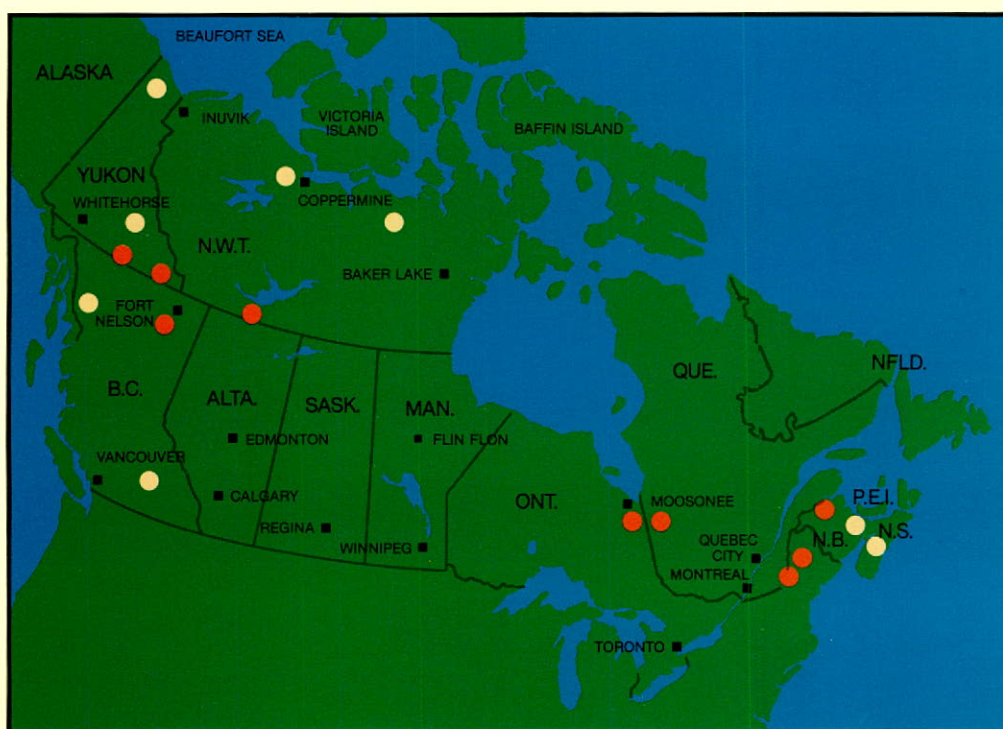 BEAUFORT SEA
ALASKA
INUVIK
VICTORIA
ISLAND
BAFFIN ISLAND
YUKON
WHITEHORSE
COPPERMINE
N.W.T.
BAKER LAKE
FORT
NELSON
B.C.
ALTA.
SASK.
MAN.
QUE.
NFLD.
EDMONTON
FLIN FLON
VANCOUVER
CALGARY
ONT.
MOOSONEE
P.E.I.
REGINA
WINNIPEG
N.B.
N.S.
QUEBEC
CITY
MONTREAL
TORONTO